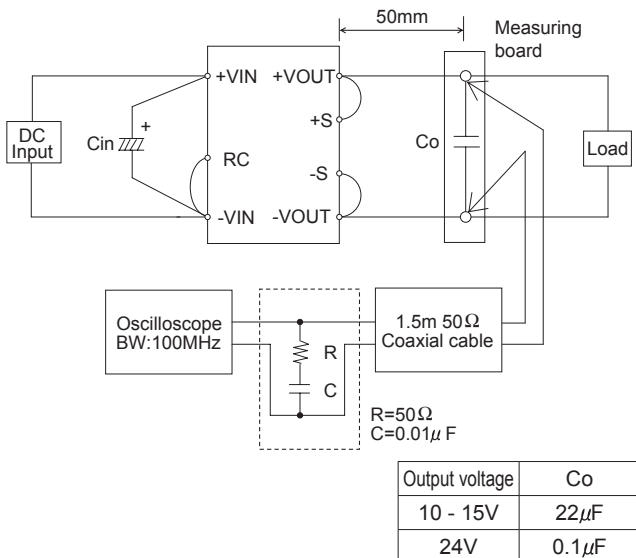 50mm
Measuring
board
+VIN
+VOUT
+
+S
DC
Input
Cin
RC
Co
Load
-S
-VIN
-VOUT
Oscilloscope
BW:100MHz
R
C
1.5m 50Ω
Coaxial cable
R=50Ω
C=0.01μF
Output voltage Co
10 - 15V 22μF
24V 0.1μF